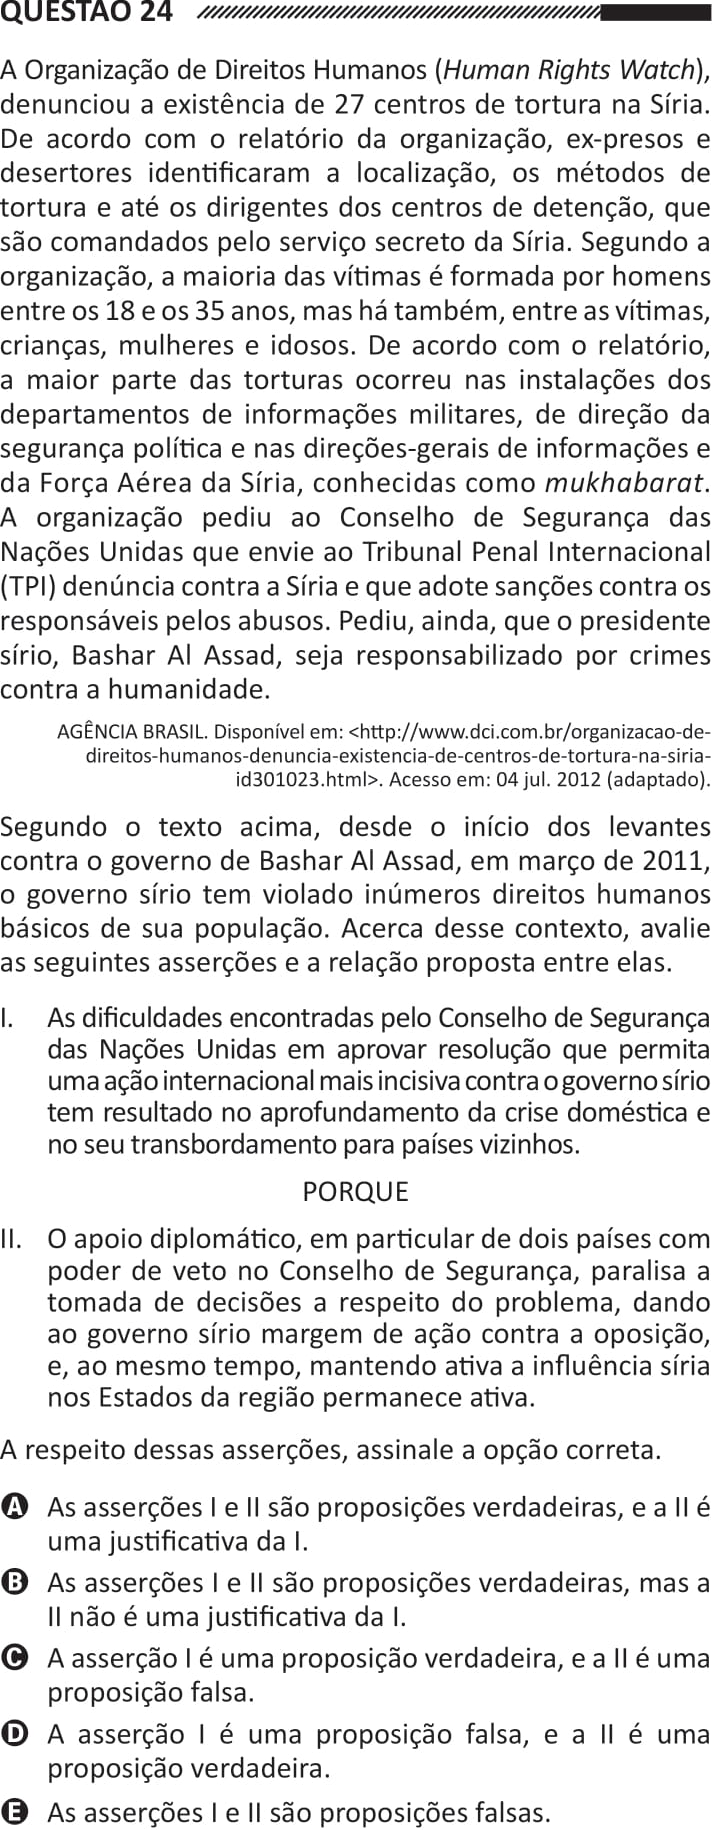 QUESTÃO 24
A Organização de Direitos Humanos (Human Rights Watch),
denunciou a existência de 27 centros de tortura na Síria.
De acordo com o relatório da organização, ex-presos e
desertores identificaram a localização, os métodos de
tortura e até os dirigentes dos centros de detenção, que
são comandados pelo serviço secreto da Síria. Segundo a
organização, a maioria das vítimas é formada por homens
entre os 18 e os 35 anos, mas há também, entre as vítimas,
crianças, mulheres e idosos. De acordo com o relatório,
a maior parte das torturas ocorreu nas instalações dos
departamentos de informações militares, de direção da
segurança política e nas direções-gerais de informações e
da Força Aérea da Síria, conhecidas como mukhabarat.
A organização pediu ao Conselho de Segurança das
Nações Unidas que envie ao Tribunal Penal Internacional
(TPI) denúncia contra a Síria e que adote sanções contra os
responsáveis pelos abusos. Pediu, ainda, que o presidente
sírio, Bashar Al Assad, seja responsabilizado por crimes
contra a humanidade.
AGÊNCIA BRASIL. Disponível em: <http://www.dci.com.br/organizacao-de-
direitos-humanos-denuncia-existencia-de-centros-de-tortura-na-siria-
id301023.html>. Acesso em: 04 jul. 2012 (adaptado).
Segundo o texto acima, desde o início dos levantes
contra o governo de Bashar Al Assad, em março de 2011,
o governo sírio tem violado inúmeros direitos humanos
básicos de sua população. Acerca desse contexto, avalie
as seguintes asserções e a relação proposta entre elas.
I. As dificuldades encontradas pelo Conselho de Segurança
das Nações Unidas em aprovar resolução que permita
uma ação internacional mais incisiva contra o governo sírio
tem resultado no aprofundamento da crise doméstica e
no seu transbordamento para países vizinhos.
PORQUE
II. O apoio diplomático, em particular de dois países com
poder de veto no Conselho de Segurança, paralisa a
tomada de decisões a respeito do problema, dando
ao governo sírio margem de ação contra a oposição,
e, ao mesmo tempo, mantendo ativa a influência síria
nos Estados da região permanece ativa.
A respeito dessas asserções, assinale a opção correta.
A As asserções I e II são proposições verdadeiras, e a II é
uma justificativa da I.
B As asserções I e II são proposições verdadeiras, mas a
II não é uma justificativa da I.
C A asserção I é uma proposição verdadeira, e a II é uma
proposição falsa.
D A asserção I é uma proposição falsa, e a II é uma
proposição verdadeira.
E As asserções I e II são proposições falsas.